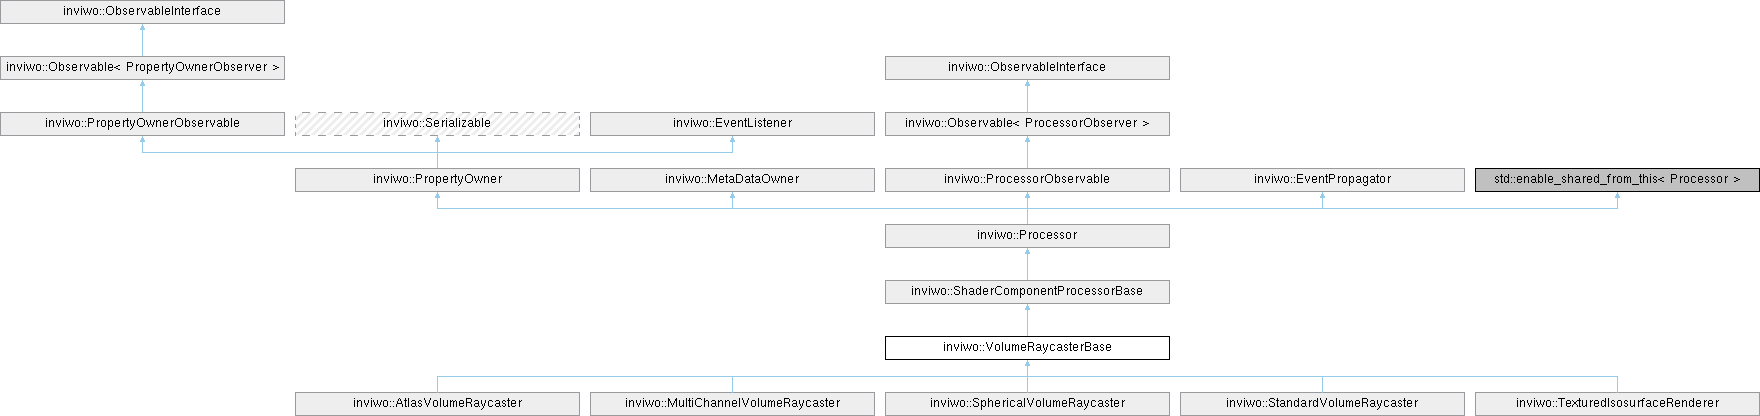 inviwo::ObservableInterface
inviwo::Observable< PropertyOwnerObserver >
inviwo::ObservableInterface
inviwo::PropertyOwnerObservable
inviwo::Serializable
inviwo::EventListener
inviwo::Observable< ProcessorObserver >
inviwo::PropertyOwner
inviwo::MetaDataOwner
inviwo::ProcessorObservable
inviwo::EventPropagator
std::enable_shared_from_this< Processor >
inviwo::Processor
inviwo::ShaderComponentProcessorBase
inviwo::VolumeRaycasterBase
inviwo::AtlasVolumeRaycaster
inviwo::MultiChannelVolumeRaycaster
inviwo::SphericalVolumeRaycaster
inviwo::StandardVolumeRaycaster
inviwo::TexturedIsosurfaceRenderer